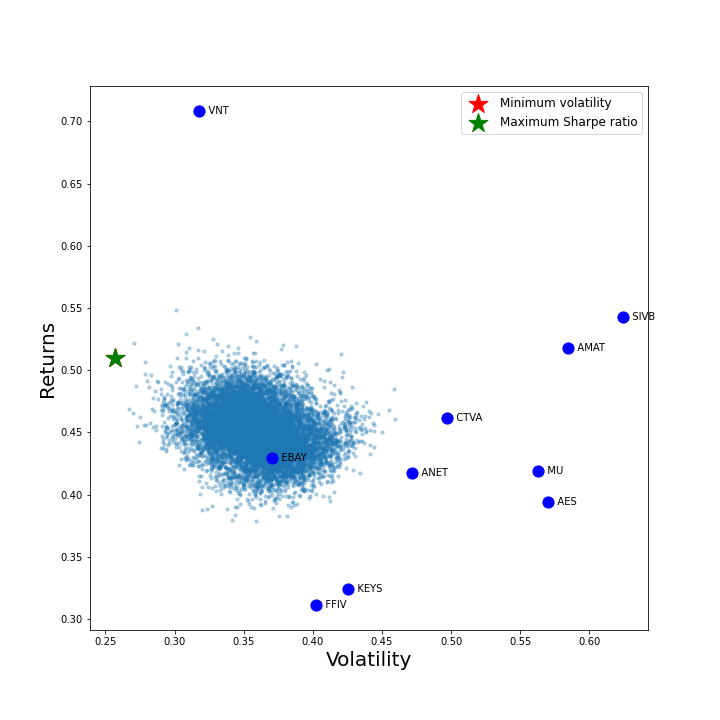 Minimum volatility
Maximum Sharpe ratio
VNT
SIVB
AMAT
CTVA
EBAY
ANET
MU
AES
KEYS
FFIV
0.70
0.65
0.60
0.55
0.50
0.45
0.40
0.35
0.30
Returns
0.25 0.30 0.35 0.40 0.45 0.50 0.55 0.60
Volatility